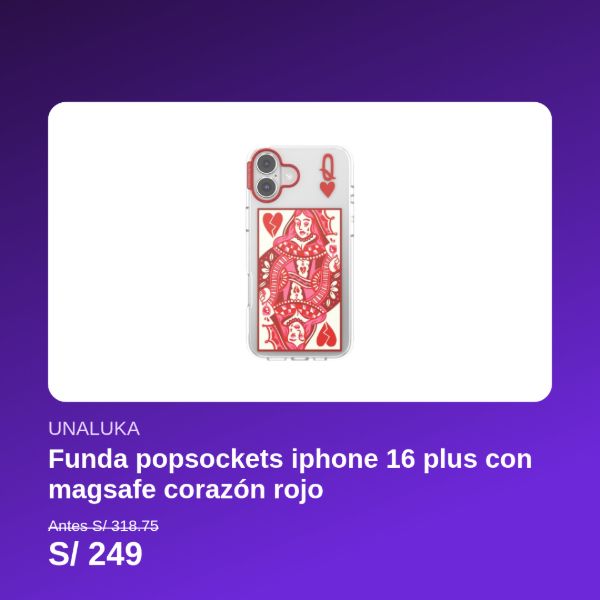 Q
UNALUKA
Funda popsockets iphone 16 plus con
magsafe corazón rojo
Antes S/ 318.75
S/ 249